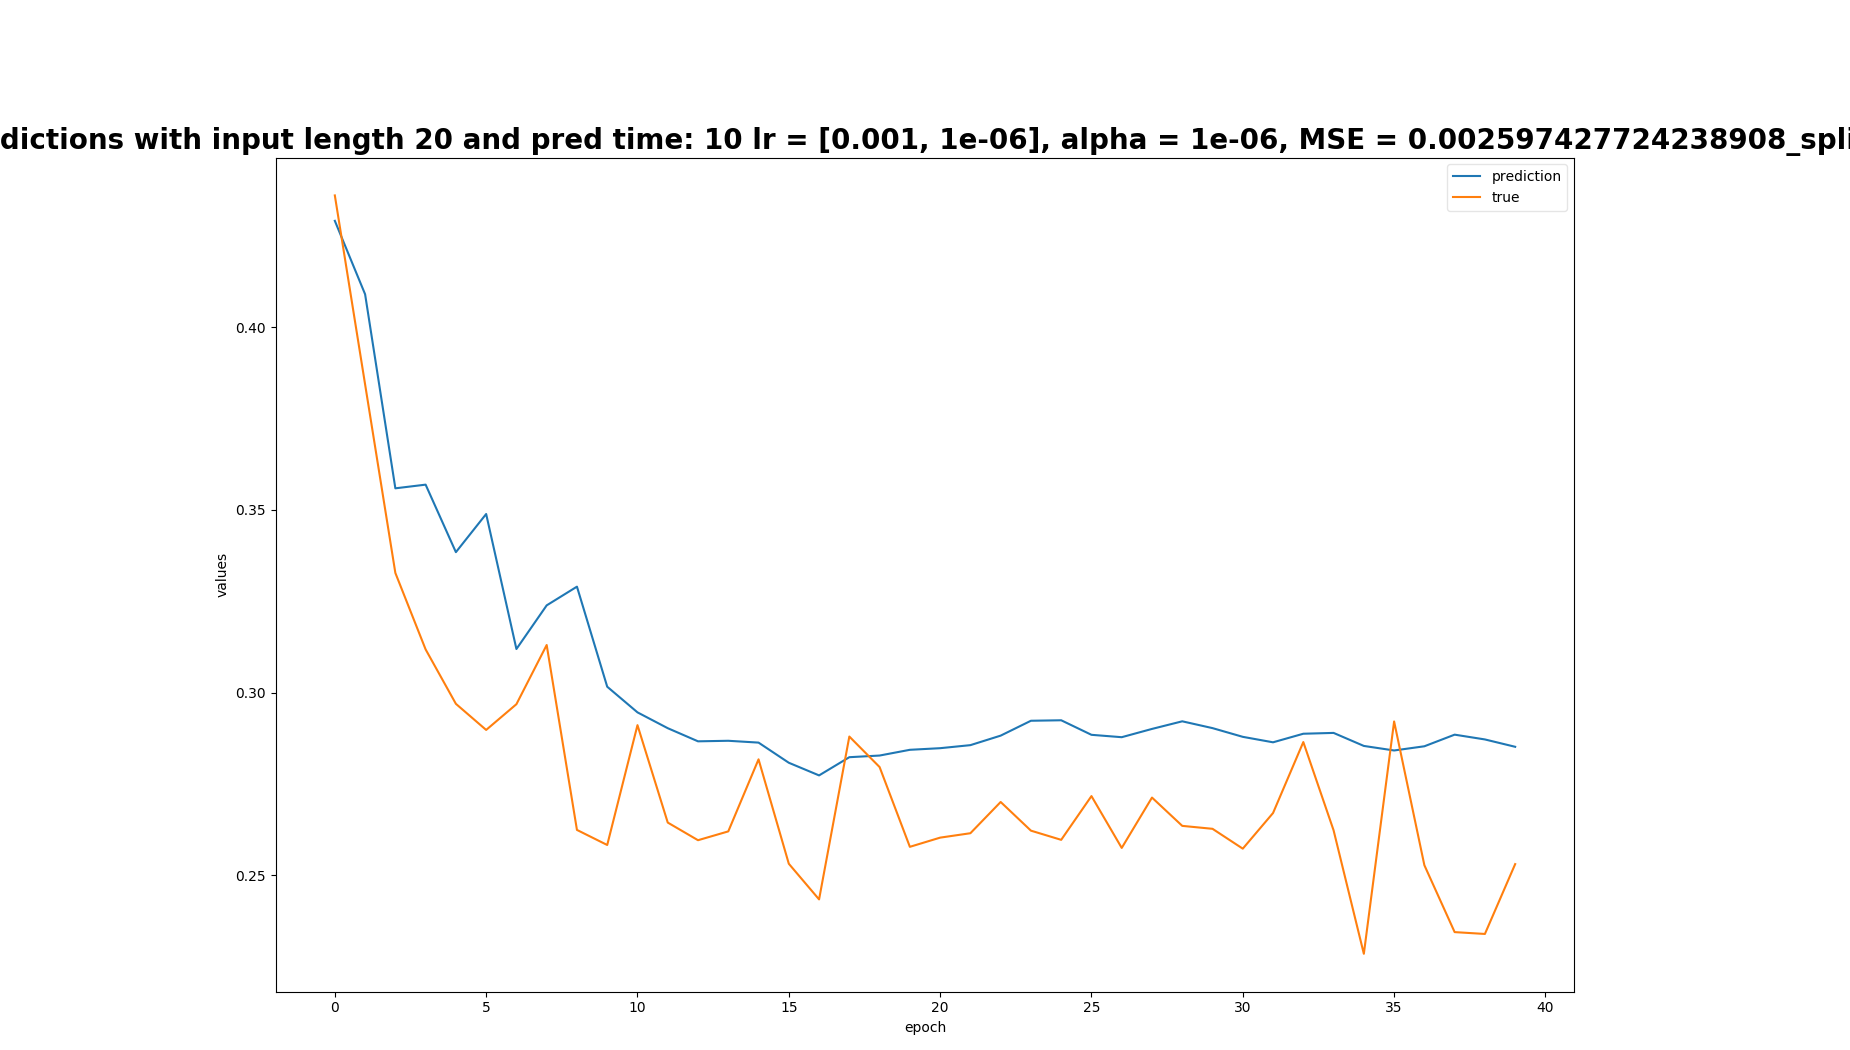 dictions with input length 20 and pred time: 10 lr = [0.001, 1e-06], alpha = 1e-06, MSE = 0.002597427724238908_spli
prediction
true
0.40
0.35
0.30
0.25
values
0
5
10
15
20
25
30
35
40
epoch